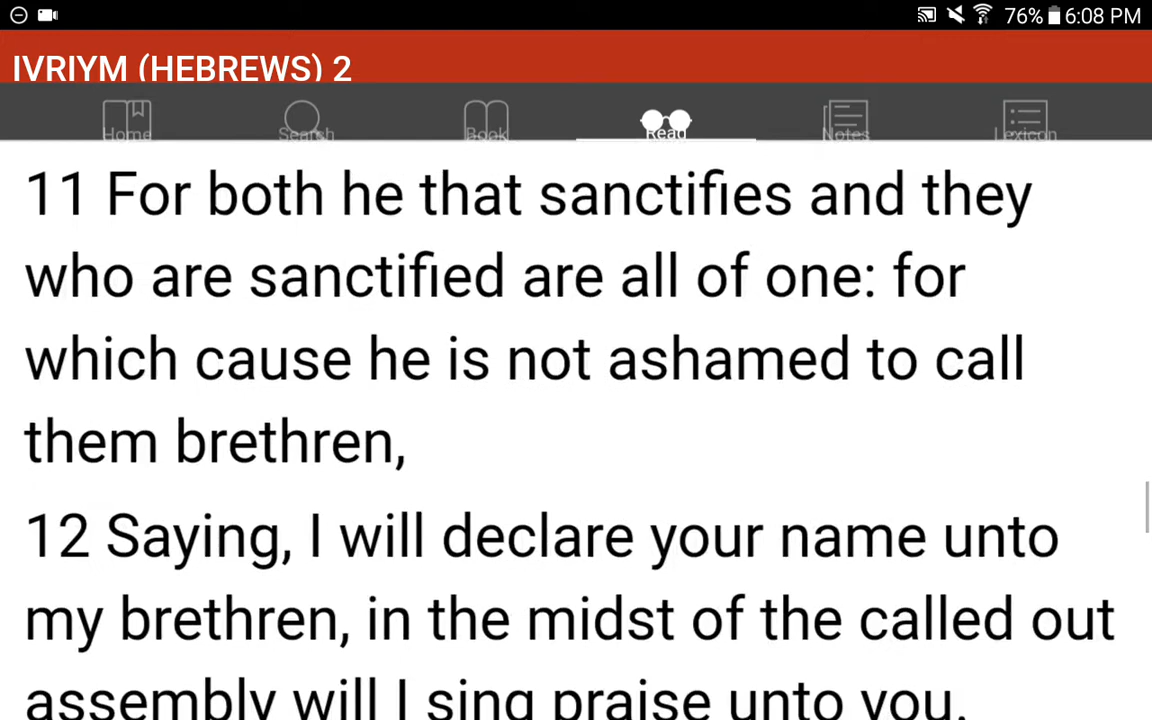 76% 6:08 PM
IVRIYM (HEBREWS) 2
Home Search Book Read Notes Lexicon
11 For both he that sanctifies and they
who are sanctified are all of one: for
which cause he is not ashamed to call
them brethren,
12 Saying, I will declare your name unto
my brethren, in the midst of the called out
assembly will I sing praise unto you.